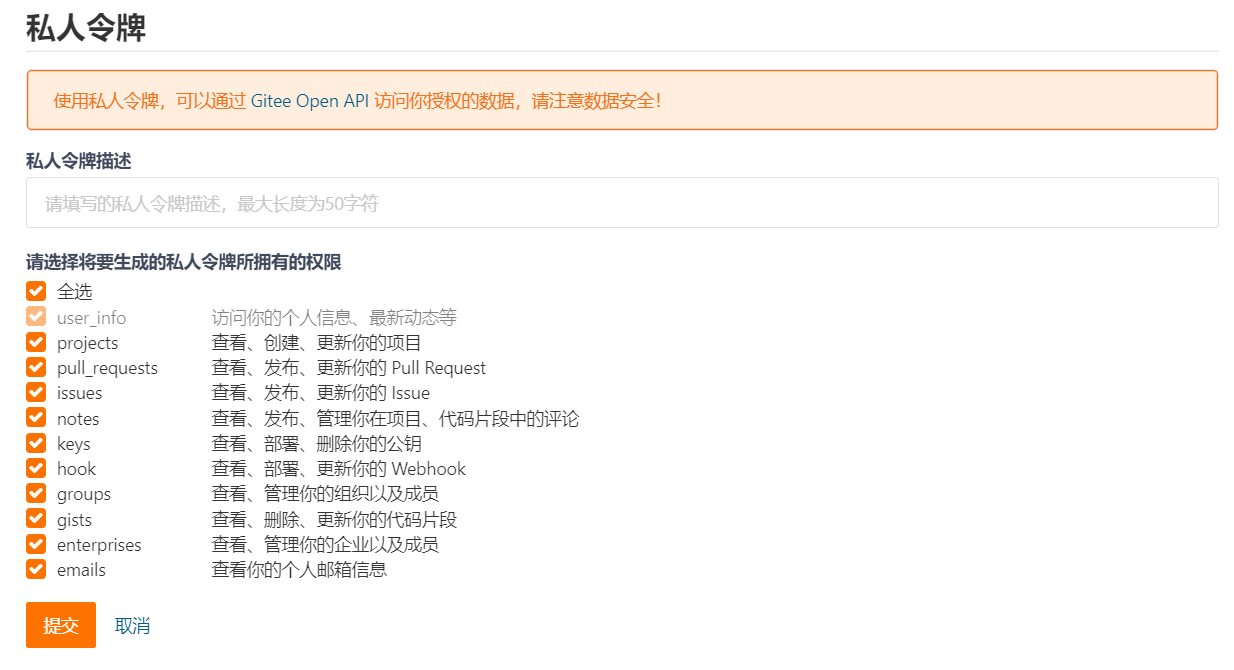 私人令牌
使用私人令牌，可以通过 Gitee Open API 访问你授权的数据，请注意数据安全！
私人令牌描述
请填写的私人令牌描述，最大长度为50字符
请选择将要生成的私人令牌所拥有的权限
全选
user_info 访问你的个人信息、最新动态等
projects 查看、创建、更新你的项目
pull_requests 查看、发布、更新你的 Pull Request
issues 查看、发布、更新你的 Issue
notes 查看、发布、管理你在项目、代码片段中的评论
keys 查看、部署、删除你的公钥
hook 查看、部署、更新你的 Webhook
groups 查看、管理你的组织以及成员
gists 查看、删除、更新你的代码片段
enterprises 查看、管理你的企业以及成员
emails 查看你的个人邮箱信息
提交 取消